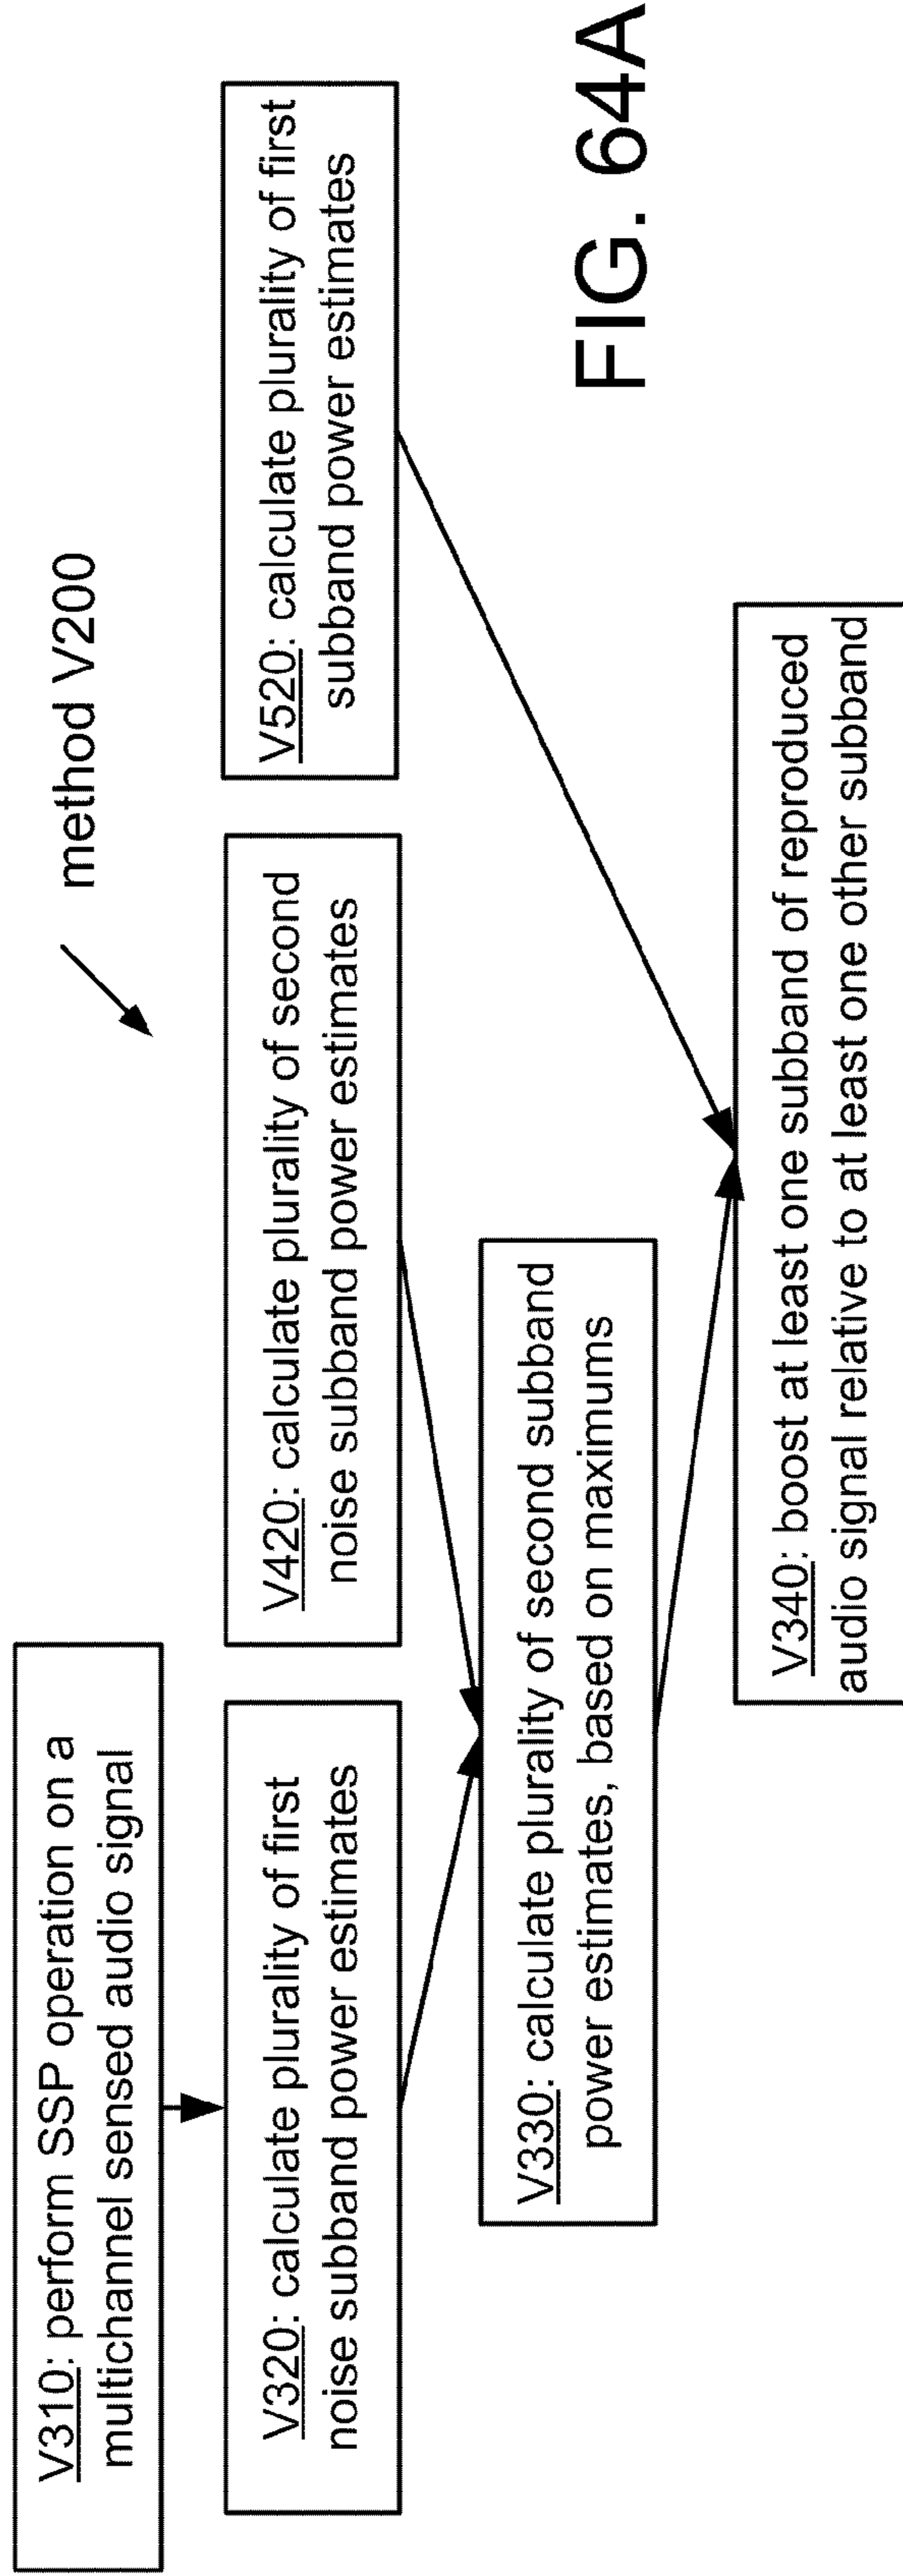 method V200
V310: perform SSP operation on a
multichannel sensed audio signal
V320: calculate plurality of first
noise subband power estimates
V420: calculate plurality of second
noise subband power estimates
V520: calculate plurality of first
subband power estimates
V330: calculate plurality of second subband
power estimates, based on maximums
V340: boost at least one subband of reproduced
audio signal relative to at least one other subband
FIG. 64A